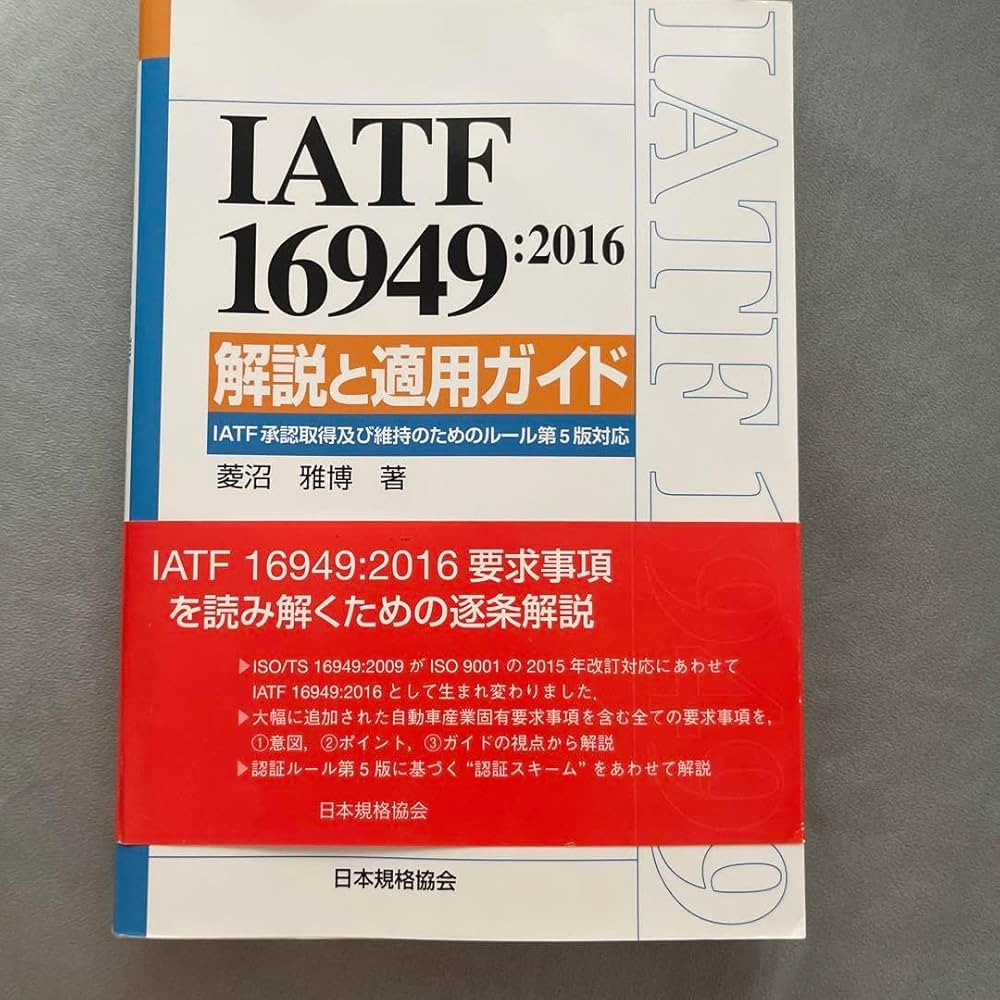 IATF
16949:2016
解説と適用ガイド
IATF 承認取得及び維持のためのルール第5版対応
菱沼 雅博 著
IATF 16949
IATF 16949:2016 要求事項
を読み解くための逐条解説
▶ISO/TS 16949:2009 が ISO 9001 の 2015 年改訂対応にあわせて
IATF 16949:2016 として生まれ変わりました.
▶大幅に追加された自動車産業固有要求事項を含む全ての要求事項を,
①意図, ②ポイント, ③ガイドの視点から解説
▶認証ルール第5版に基づく“認証スキーム”をあわせて解説
日本規格協会
日本規格協会